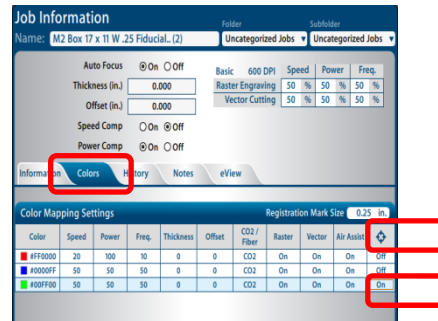 Job Information
Folder Subfolder
Name: M2 Box 17 x 11 W .25 Fiducial.. (2) Uncategorized Jobs Uncategorized Jobs
Auto Focus On Off
Basic 600 DPI Speed Power Freq.
Thickness (in.) 0.000
Raster Engraving 50 % 50 % 50 %
Vector Cutting 50 % 50 % 50 %
Offset (in.) 0.000
Speed Comp On Off
Power Comp On Off
Information Colors History Notes eView
Color Mapping Settings Registration Mark Size 0.25 in.
Color Speed Power Freq. Thickness Offset CO2 / Fiber Raster Vector Air Assist
#FF0000 20 100 10 0 0 CO2 On On On Off
#0000FF 50 50 50 0 0 CO2 On On On Off
#00FF00 50 50 50 0 0 CO2 On On On On